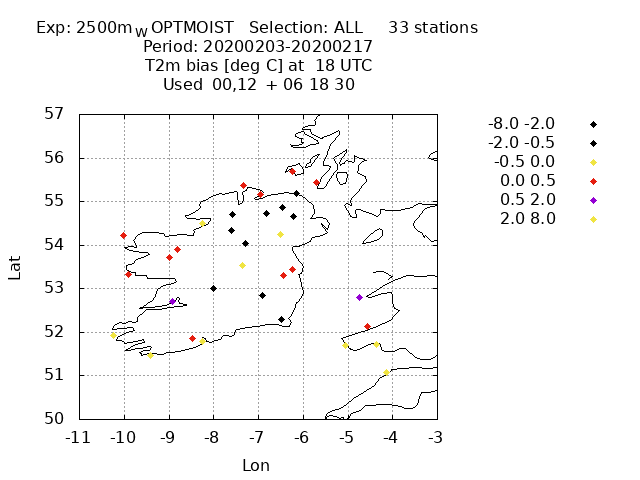 Exp: 2500mWOPTMOIST Selection: ALL 33 stations
Period: 20200203-20200217
T2m bias [deg C] at 18 UTC
Used 00,12 + 06 18 30
57
56
55
54
53
52
51
50
-11 -10 -9 -8 -7 -6 -5 -4 -3
Lat
Lon
-8.0 -2.0
-2.0 -0.5
-0.5 0.0
0.0 0.5
0.5 2.0
2.0 8.0